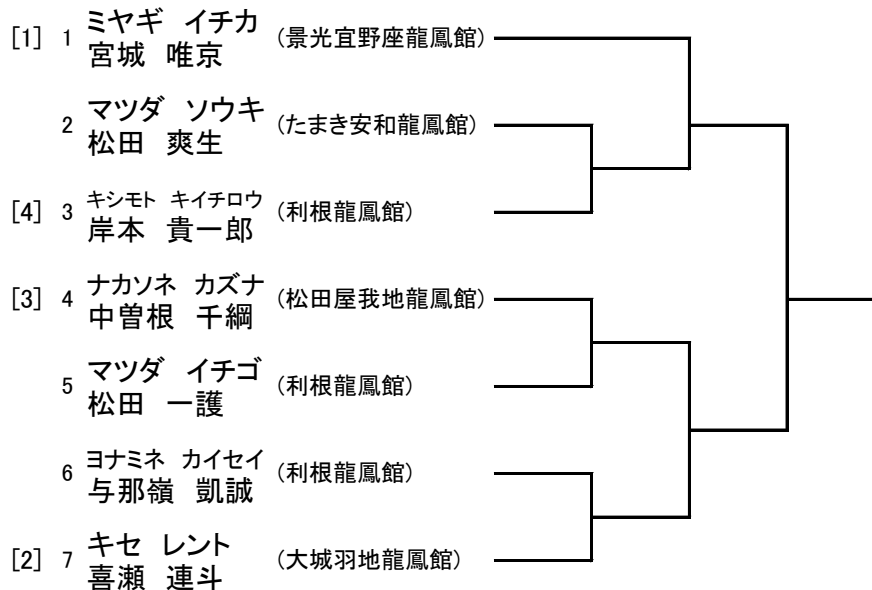 ミヤギ イチカ
[1] 1 宮城 唯京 (景光宜野座龍鳳館)
マツダ ソウキ
2 松田 爽生 (たまき安和龍鳳館)
キシモト キイチロウ
[4] 3 岸本 貴一郎 (利根龍鳳館)
ナカソネ カズナ
[3] 4 中曽根 千綱 (松田屋我地龍鳳館)
マツダ イチゴ
5 松田 一護 (利根龍鳳館)
ヨナミネ カイセイ
6 与那嶺 凱誠 (利根龍鳳館)
キセ レント
[2] 7 喜瀬 連斗 (大城羽地龍鳳館)